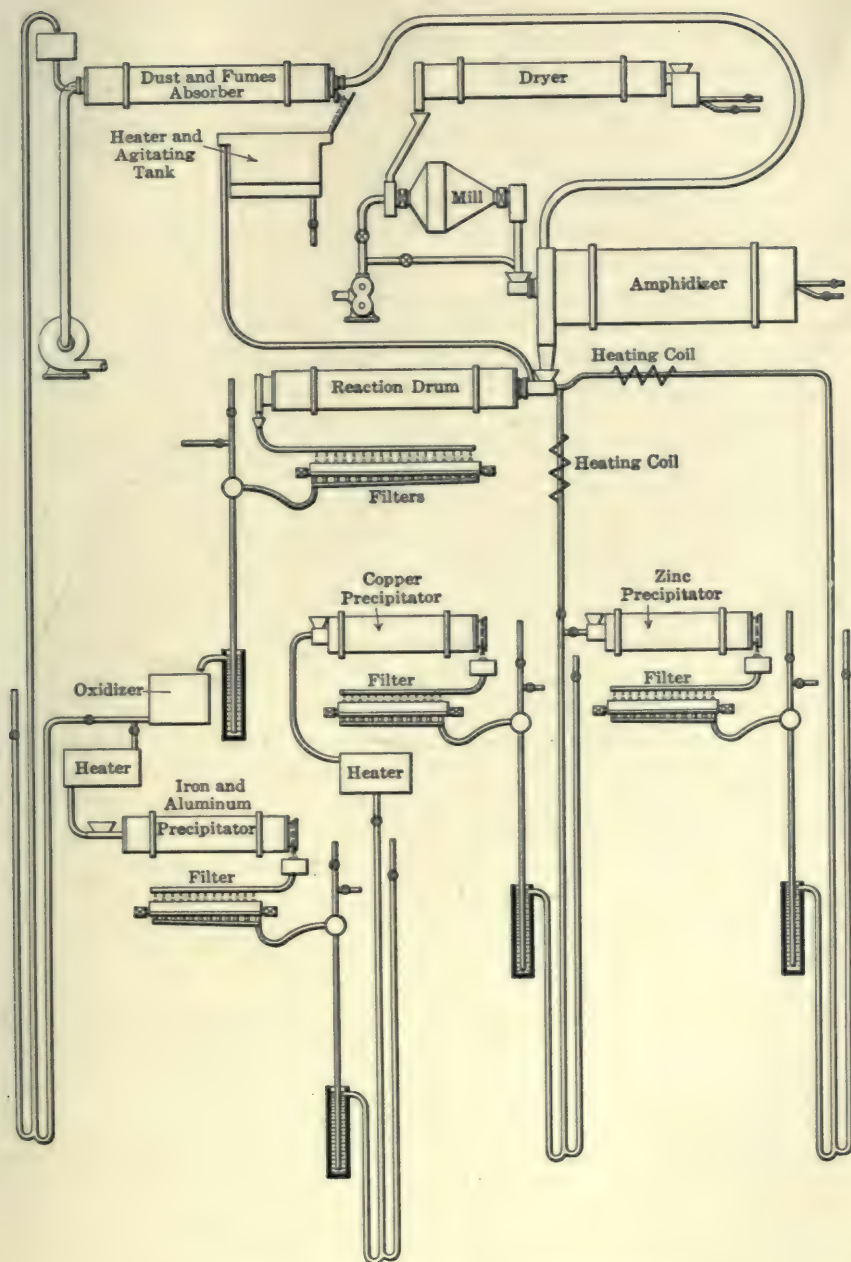 Dust and Fumes
Absorber
Dryer
Heater and
Agitating
Tank
Mill
Amphidizer
Heating Coil
Reaction Drum
Heating Coil
Filters
Copper
Precipitator
Zinc
Precipitator
Oxidizer
Filter
Filter
Heater
Heater
Iron and
Aluminum
Precipitator
Filter